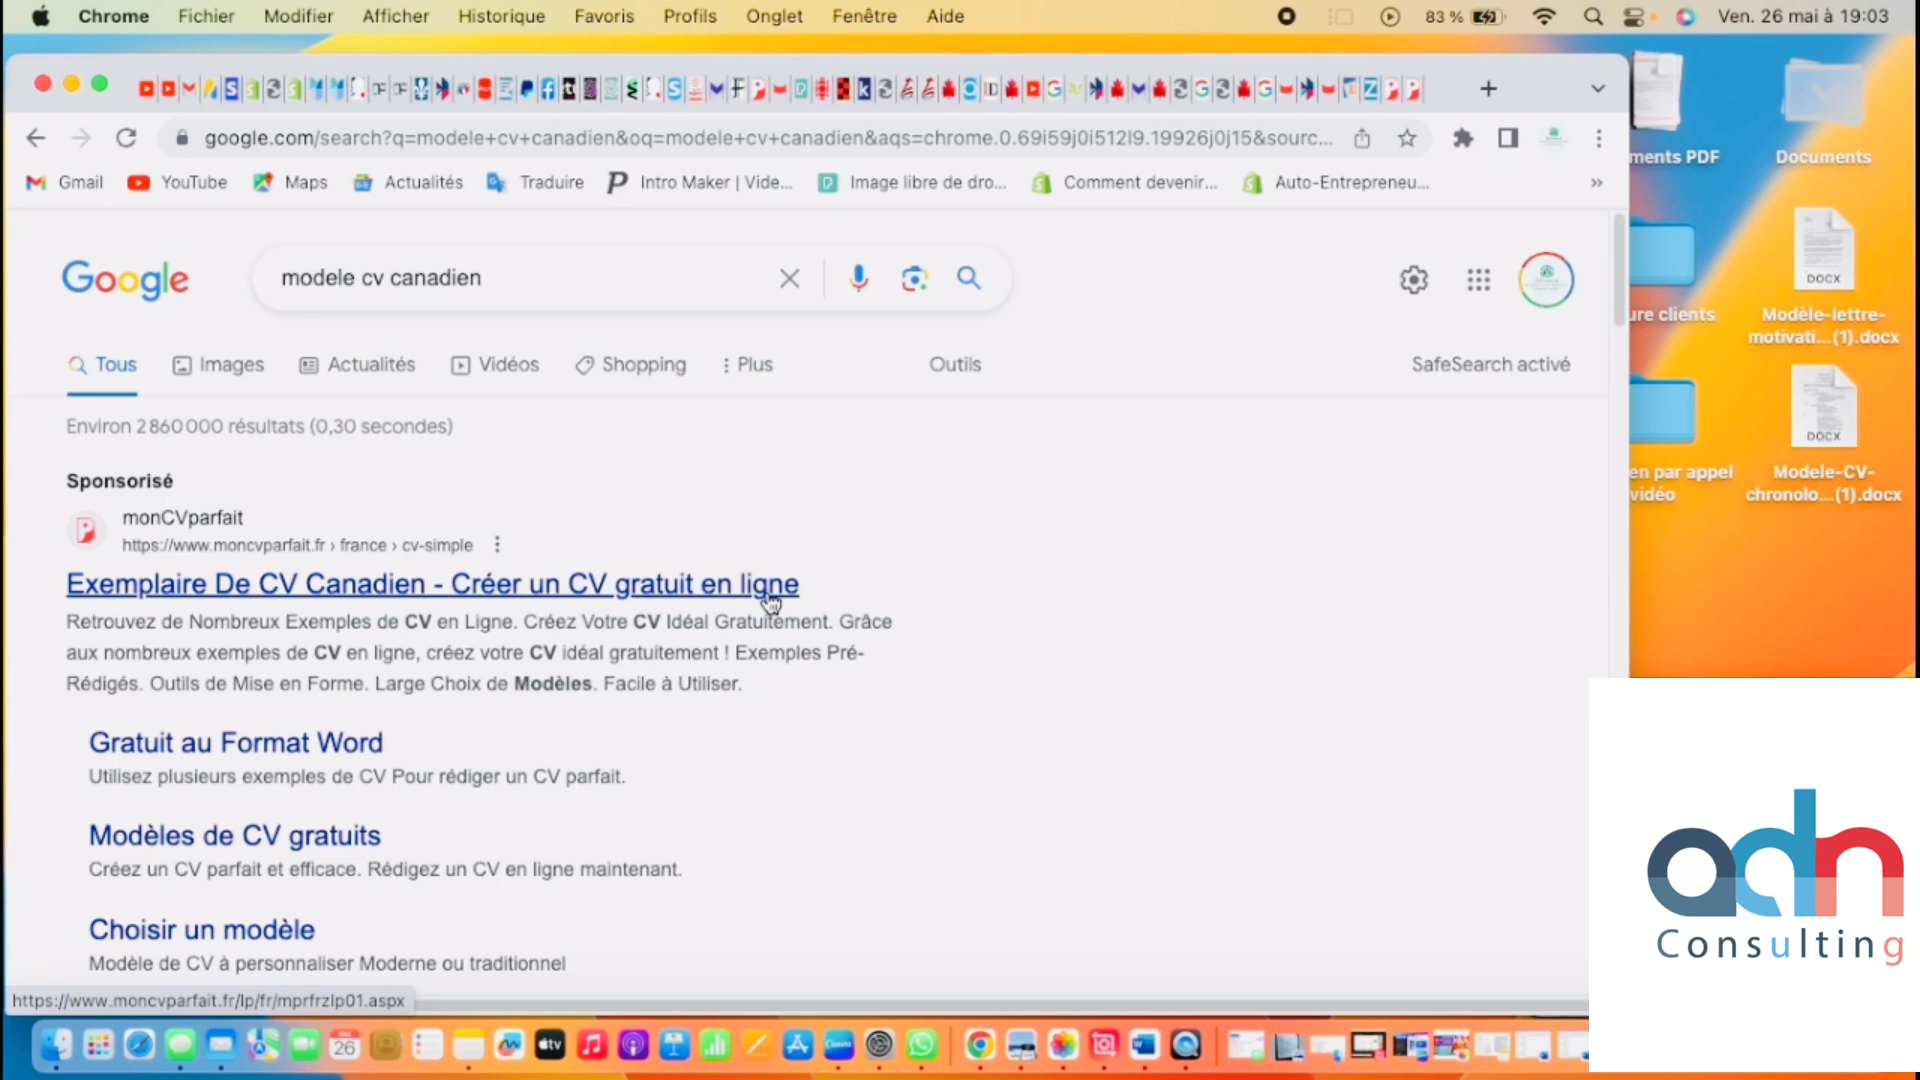 Chrome Fichier Modifier Afficher Historique Favoris Profils Onglet Fenêtre Aide 83 % Ven. 26 mai à 19:03
google.com/search?q=modele+cv+canadien&oq=modele+cv+canadien&aqs=chrome.0.69i59j0i512l9.19926j0j15&sourc...
Gmail YouTube Maps Actualités Traduire Intro Maker | Vide... Image libre de dro... Comment devenir... Auto-Entrepreneu... »
ments PDF Documents
Google modele cv canadien
DOCX
ure clients Modèle-lettre-
motivati...(1).docx
Tous Images Actualités Vidéos Shopping Plus Outils SafeSearch activé
Environ 2 860 000 résultats (0,30 secondes)
DOCX
en par appel Modele-CV-
vidéo chronolo...(1).docx
Sponsorisé
monCVparfait
https://www.moncvparfait.fr › france › cv-simple
Exemplaire De CV Canadien - Créer un CV gratuit en ligne
Retrouvez de Nombreux Exemples de CV en Ligne. Créez Votre CV Idéal Gratuitement. Grâce
aux nombreux exemples de CV en ligne, créez votre CV idéal gratuitement ! Exemples Pré-
Rédigés. Outils de Mise en Forme. Large Choix de Modèles. Facile à Utiliser.
Gratuit au Format Word
Utilisez plusieurs exemples de CV Pour rédiger un CV parfait.
Modèles de CV gratuits
Créez un CV parfait et efficace. Rédigez un CV en ligne maintenant.
Choisir un modèle
Modèle de CV à personnaliser Moderne ou traditionnel
https://www.moncvparfait.fr/lp/fr/mprfrzlp01.aspx
adn
Consulting
26
tv